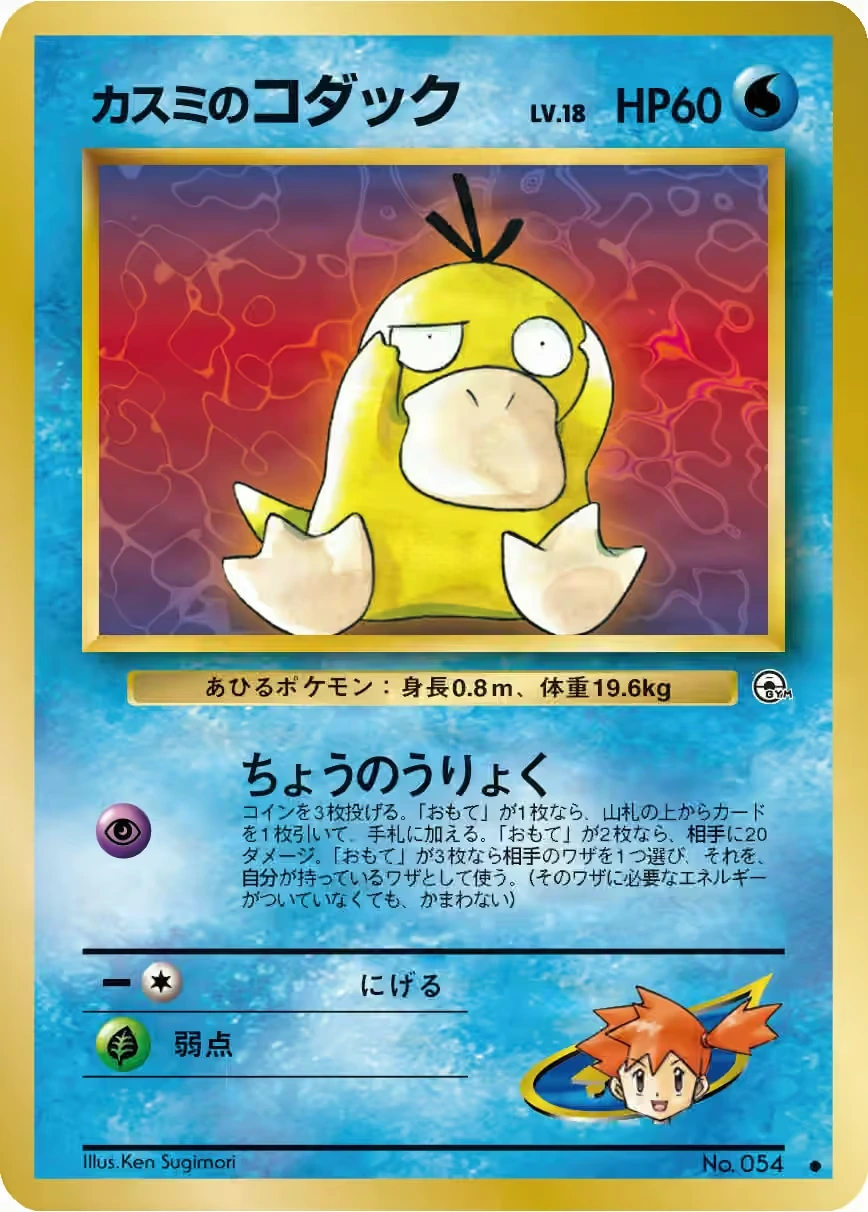 カスミのコダック LV.18 HP60
あひるポケモン：身長0.8m、体重19.6kg
GYM
ちょうのうりょく
コインを3枚投げる。「おもて」が1枚なら、山札の上からカード
を1枚引いて、手札に加える。「おもて」が2枚なら、相手に20
ダメージ。「おもて」が3枚なら相手のワザを1つ選び、それを、
自分が持っているワザとして使う。（そのワザに必要なエネルギー
がついていなくても、かまわない）
ー にげる
弱点
Illus.Ken Sugimori No. 054 ●